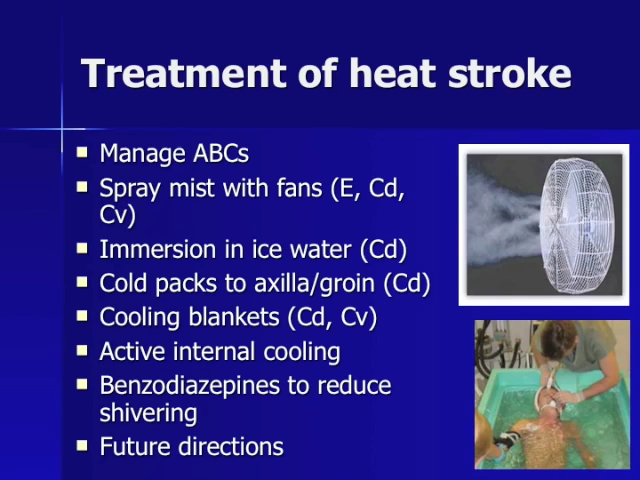 Treatment of heat stroke
Manage ABCs
Spray mist with fans (E, Cd,
Cv)
Immersion in ice water (Cd)
Cold packs to axilla/groin (Cd)
Cooling blankets (Cd, Cv)
Active internal cooling
Benzodiazepines to reduce
shivering
Future directions